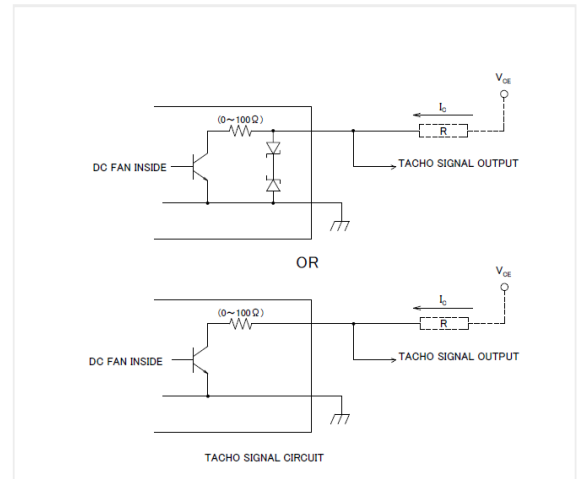 V_CE
(0～100Ω)
I_C
R
DC FAN INSIDE
TACHO SIGNAL OUTPUT
OR
V_CE
(0～100Ω)
I_C
R
DC FAN INSIDE
TACHO SIGNAL OUTPUT
TACHO SIGNAL CIRCUIT